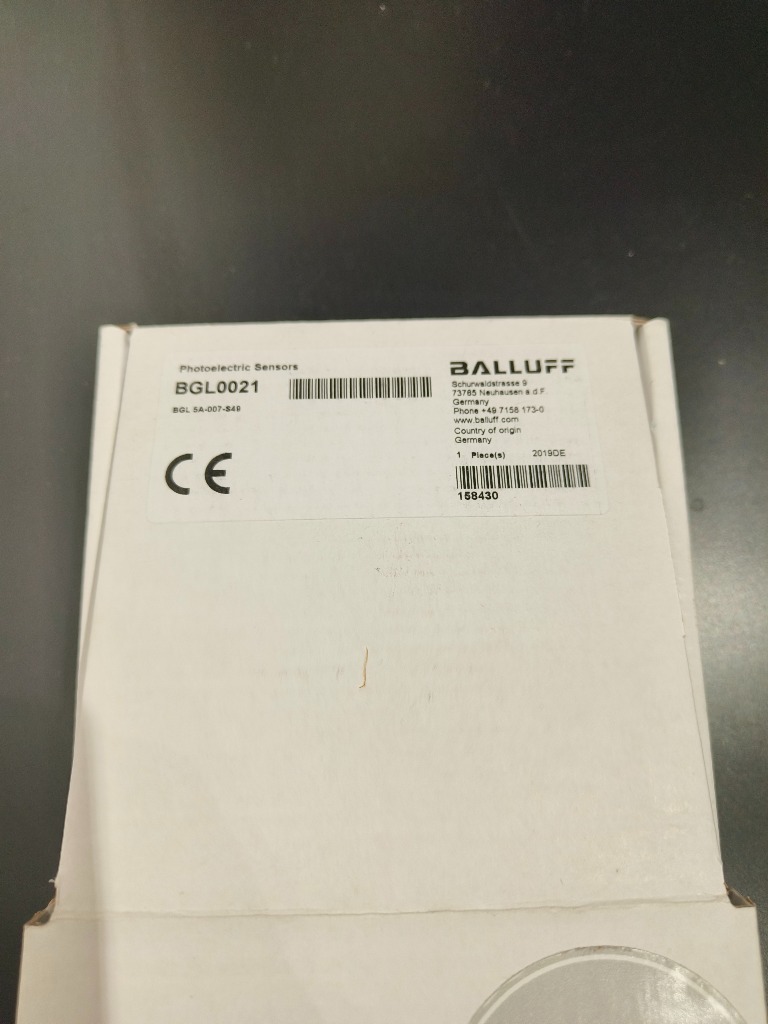 Photoelectric Sensors
BGL0021
BGL 5A-007-S49
CE
BALLUFF
Schurwaldstrasse 9
73765 Neuhausen a.d.F.
Germany
Phone +49 7158 173-0
www.balluff.com
Country of origin
Germany
1 Piece(s) 2019DE
158430